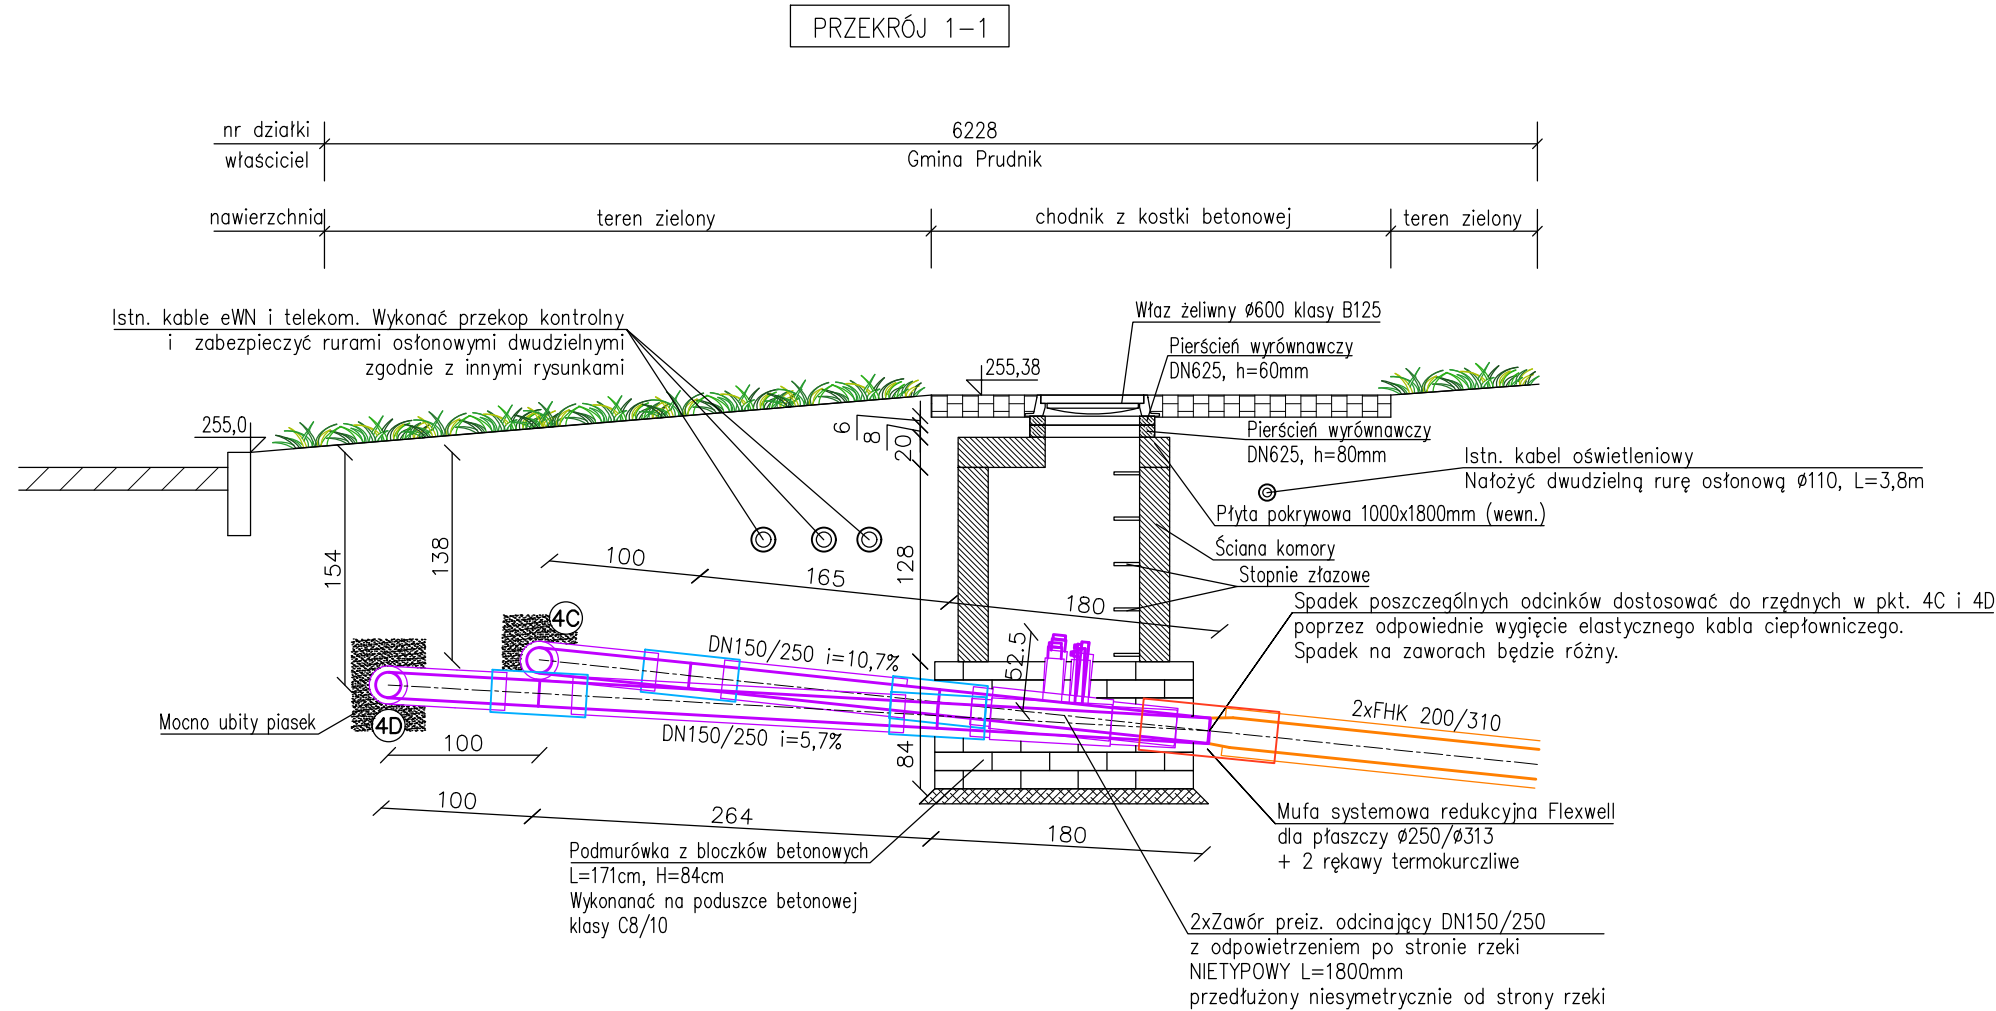 PRZEKRÓJ 1-1
nr działki
6228
właściciel
Gmina Prudnik
nawierzchnia
teren zielony
chodnik z kostki betonowej
teren zielony
Istn. kable eWN i telekom. Wykonać przekop kontrolny
i zabezpieczyć rurami osłonowymi dwudzielnymi
zgodnie z innymi rysunkami
Właz żeliwny Ø600 klasy B125
Pierścień wyrównawczy
DN625, h=60mm
255,38
255,0
6
8
20
Pierścień wyrównawczy
DN625, h=80mm
Istn. kabel oświetleniowy
Nałożyć dwudzielną rurę osłonową Ø110, L=3,8m
Płyta pokrywowa 1000x1800mm (wewn.)
Ściana komory
Stopnie złazowe
154
138
100
165
180
128
52.5
84
Spadek poszczególnych odcinków dostosować do rzędnych w pkt. 4C i 4D
poprzez odpowiednie wygięcie elastycznego kabla ciepłowniczego.
Spadek na zaworach będzie różny.
4C
DN150/250 i=10,7%
4D
Mocno ubity piasek
DN150/250 i=5,7%
2xFHK 200/310
100
100
264
180
Mufa systemowa redukcyjna Flexwell
dla płaszczy Ø250/Ø313
+ 2 rękawy termokurczliwe
Podmurówka z bloczków betonowych
L=171cm, H=84cm
Wykonanać na poduszce betonowej
klasy C8/10
2xZawór preiz. odcinający DN150/250
z odpowietrzeniem po stronie rzeki
NIETYPOWY L=1800mm
przedłużony niesymetrycznie od strony rzeki